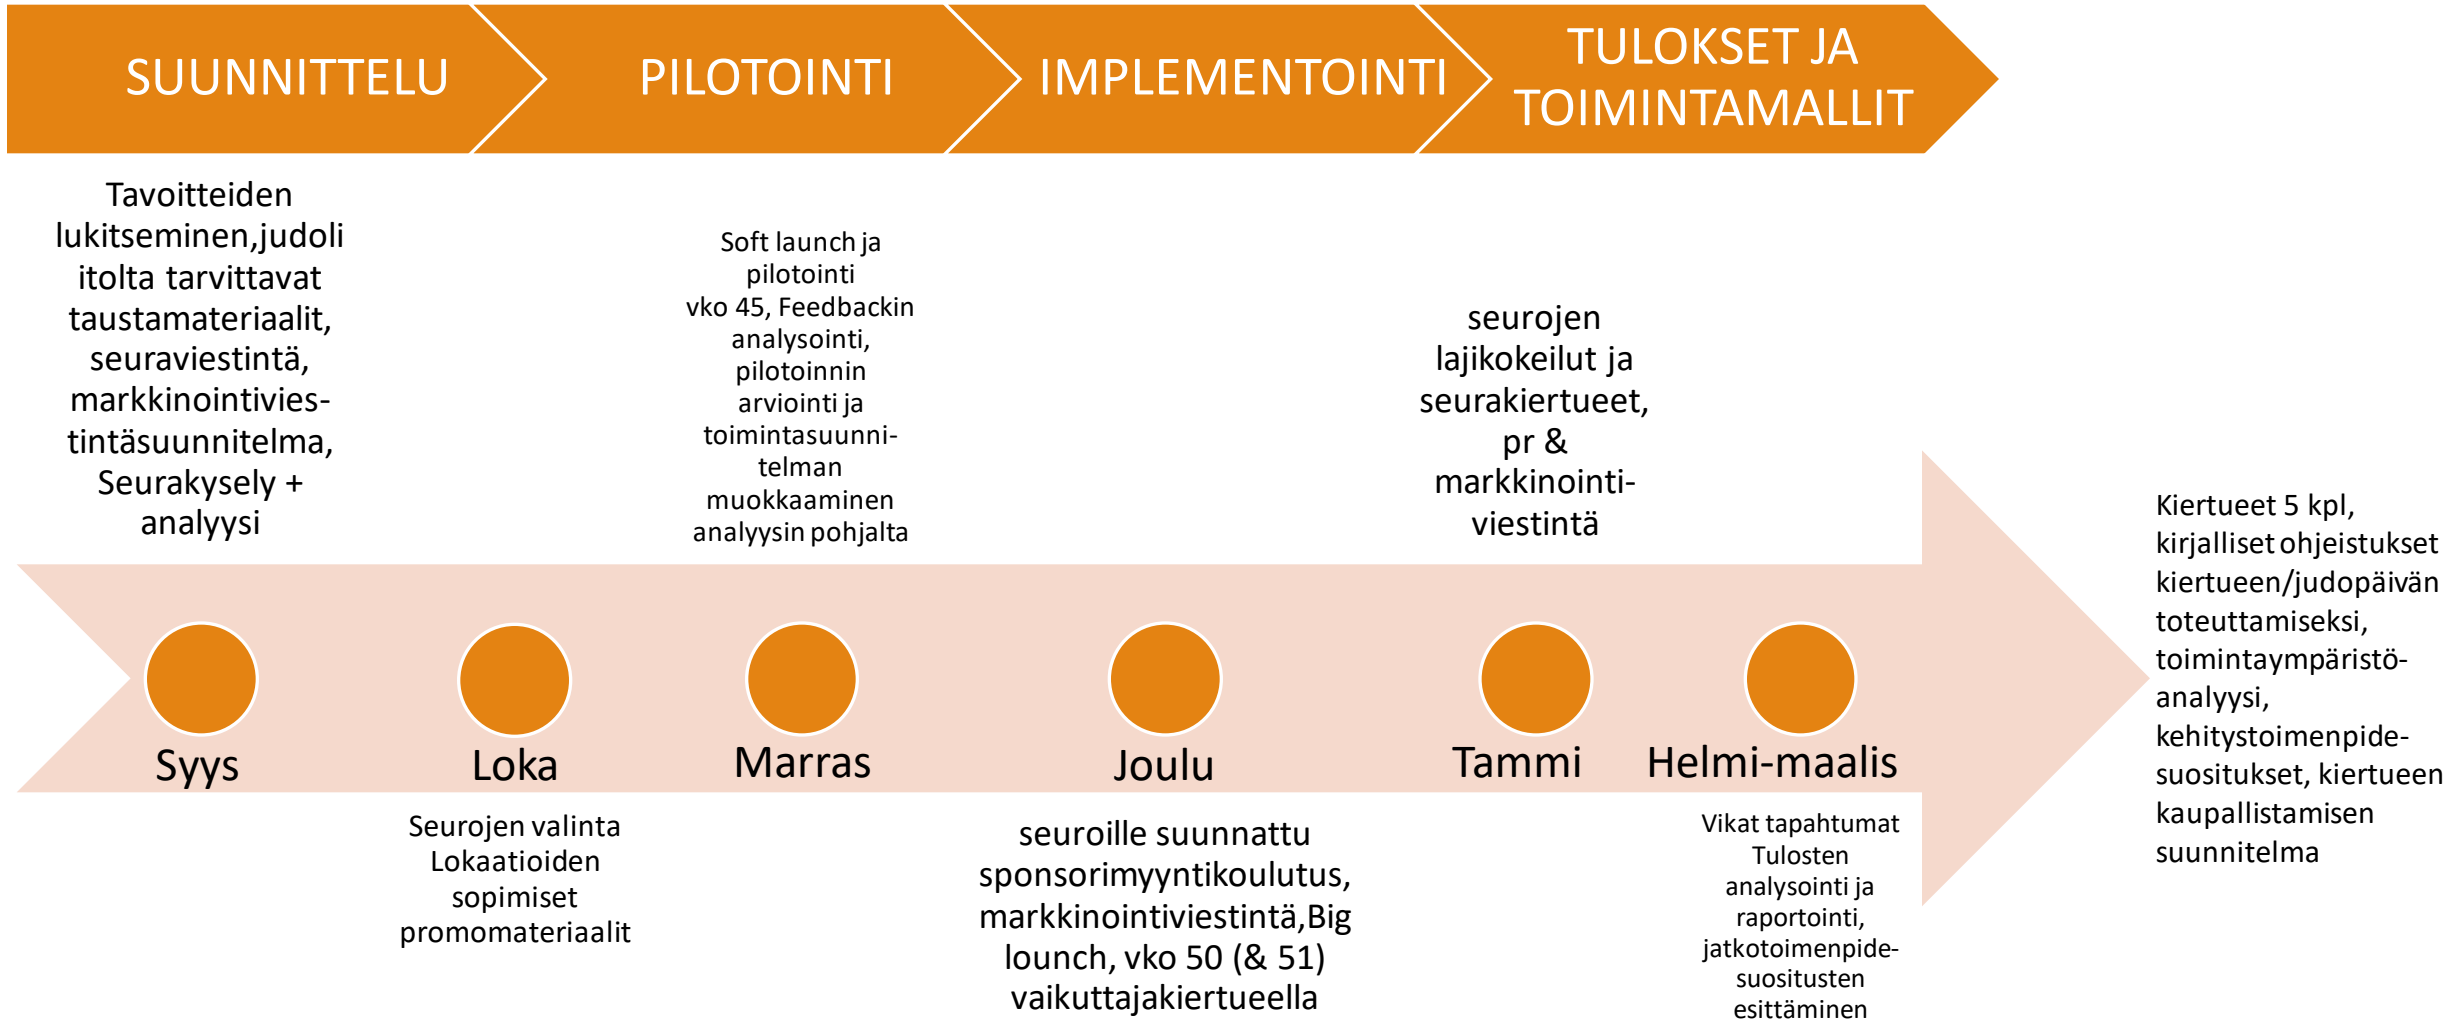 SUUNNITTELU
PILOTOINTI
IMPLEMENTOINTI
TULOKSET JA
TOIMINTAMALLIT
Tavoitteiden
lukitseminen,judoli
itolta tarvittavat
taustamateriaalit,
seuraviestintä,
markkinointivies-
tintäsuunnitelma,
Seurakysely +
analyysi
Soft launch ja
pilotointi
vko 45, Feedbackin
analysointi,
pilotoinnin
arviointi ja
toimintasuunni-
telman
muokkaaminen
analyysin pohjalta
seurojen
lajikokeilut ja
seurakiertueet,
pr &
markkinointi-
viestintä
Syys
Loka
Marras
Joulu
Tammi
Helmi-maalis
Seurojen valinta
Lokaatioiden
sopimiset
promomateriaalit
seuroille suunnattu
sponsorimyyntikoulutus,
markkinointiviestintä,Big
lounch, vko 50 (& 51)
vaikuttajakiertueella
Vikat tapahtumat
Tulosten
analysointi ja
raportointi,
jatkotoimenpide-
suositusten
esittäminen
Kiertueet 5 kpl,
kirjalliset ohjeistukset
kiertueen/judopäivän
toteuttamiseksi,
toimintaympäristö-
analyysi,
kehitystoimenpide-
suositukset, kiertueen
kaupallistamisen
suunnitelma